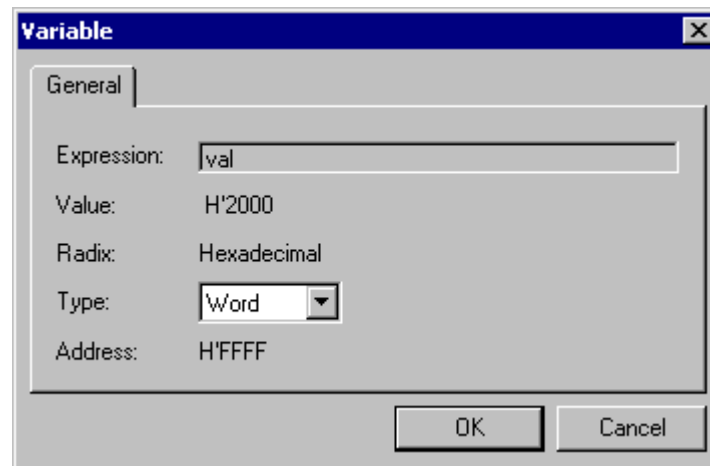 Variable
General
Expression: val
Value: H'2000
Radix: Hexadecimal
Type: Word
Address: H'FFFF
OK Cancel